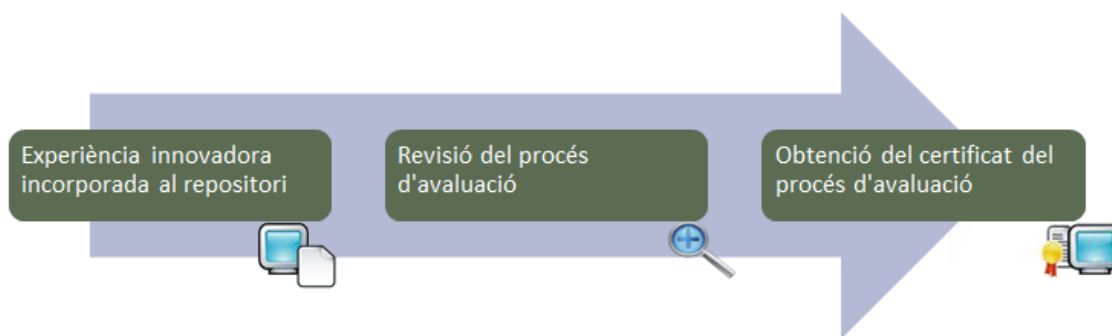 Experiència innovadora
incorporada al repositori
Revisió del procés
d'avaluació
Obtenció del certificat del
procés d'avaluació